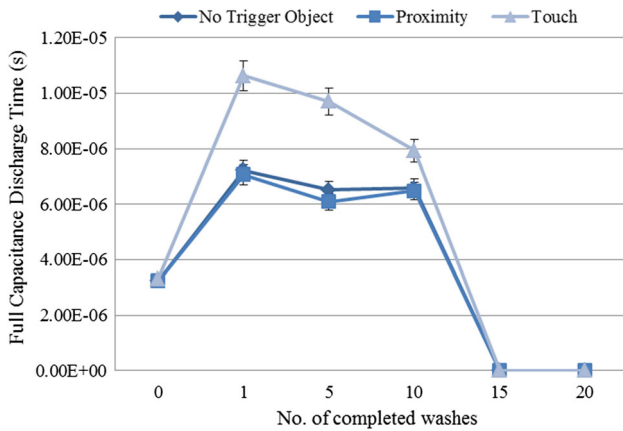 No Trigger Object Proximity Touch
Full Capacitance Discharge Time (s)
1.20E-05
1.00E-05
8.00E-06
6.00E-06
4.00E-06
2.00E-06
0.00E+00
0 1 5 10 15 20
No. of completed washes